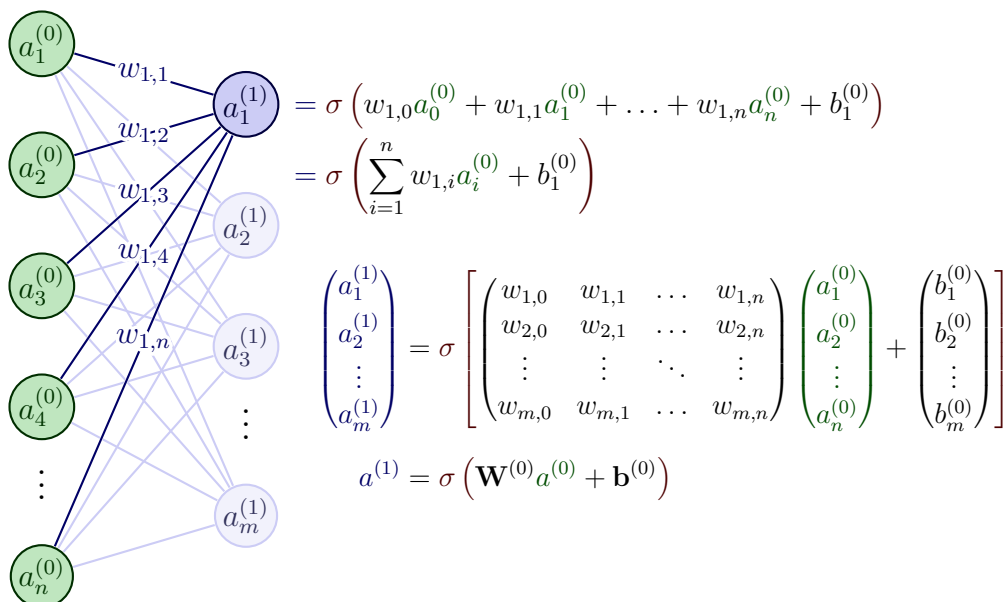 a_1^{(0)}
a_2^{(0)}
a_3^{(0)}
a_4^{(0)}
⋮
a_n^{(0)}
w_{1,1}
w_{1,2}
w_{1,3}
w_{1,4}
w_{1,n}
a_1^{(1)}
a_2^{(1)}
a_3^{(1)}
⋮
a_m^{(1)}
= σ ( w_{1,0} a_0^{(0)} + w_{1,1} a_1^{(0)} + … + w_{1,n} a_n^{(0)} + b_1^{(0)} )
= σ ( ∑_{i=1}^{n} w_{1,i} a_i^{(0)} + b_1^{(0)} )
( a_1^{(1)} a_2^{(1)} ⋮ a_m^{(1)} ) = σ [ ( w_{1,0} w_{1,1} … w_{1,n} w_{2,0} w_{2,1} … w_{2,n} ⋮ ⋮ ⋱ ⋮ w_{m,0} w_{m,1} … w_{m,n} ) ( a_1^{(0)} a_2^{(0)} ⋮ a_n^{(0)} ) + ( b_1^{(0)} b_2^{(0)} ⋮ b_m^{(0)} ) ]
a^{(1)} = σ ( W^{(0)} a^{(0)} + b^{(0)} )